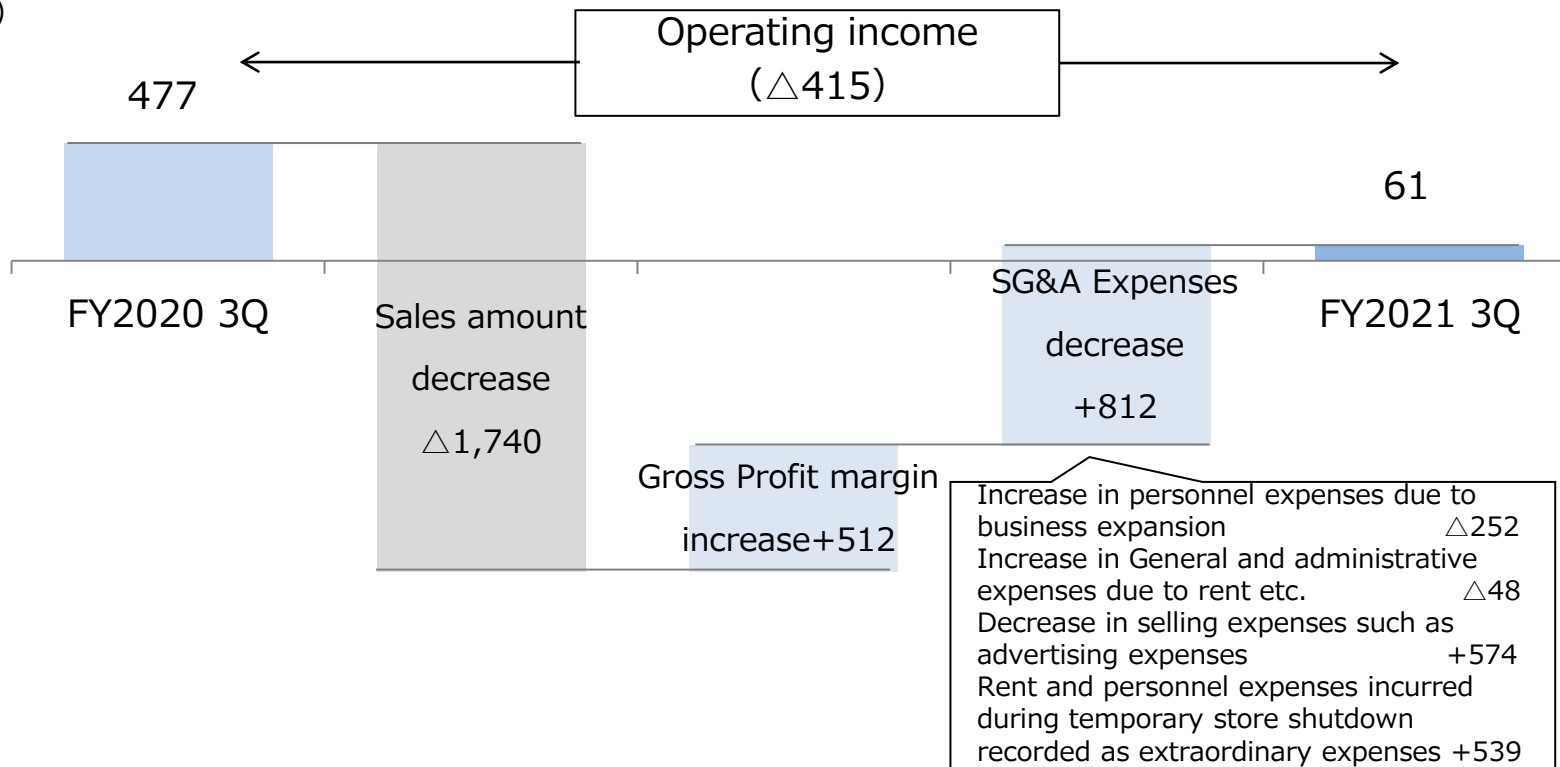 )
Operating income
(△415)
477
61
FY2020 3Q
Sales amount
decrease
△1,740
Gross Profit margin
increase+512
SG&A Expenses
decrease
+812
FY2021 3Q
Increase in personnel expenses due to
business expansion △252
Increase in General and administrative
expenses due to rent etc. △48
Decrease in selling expenses such as
advertising expenses +574
Rent and personnel expenses incurred
during temporary store shutdown
recorded as extraordinary expenses +539